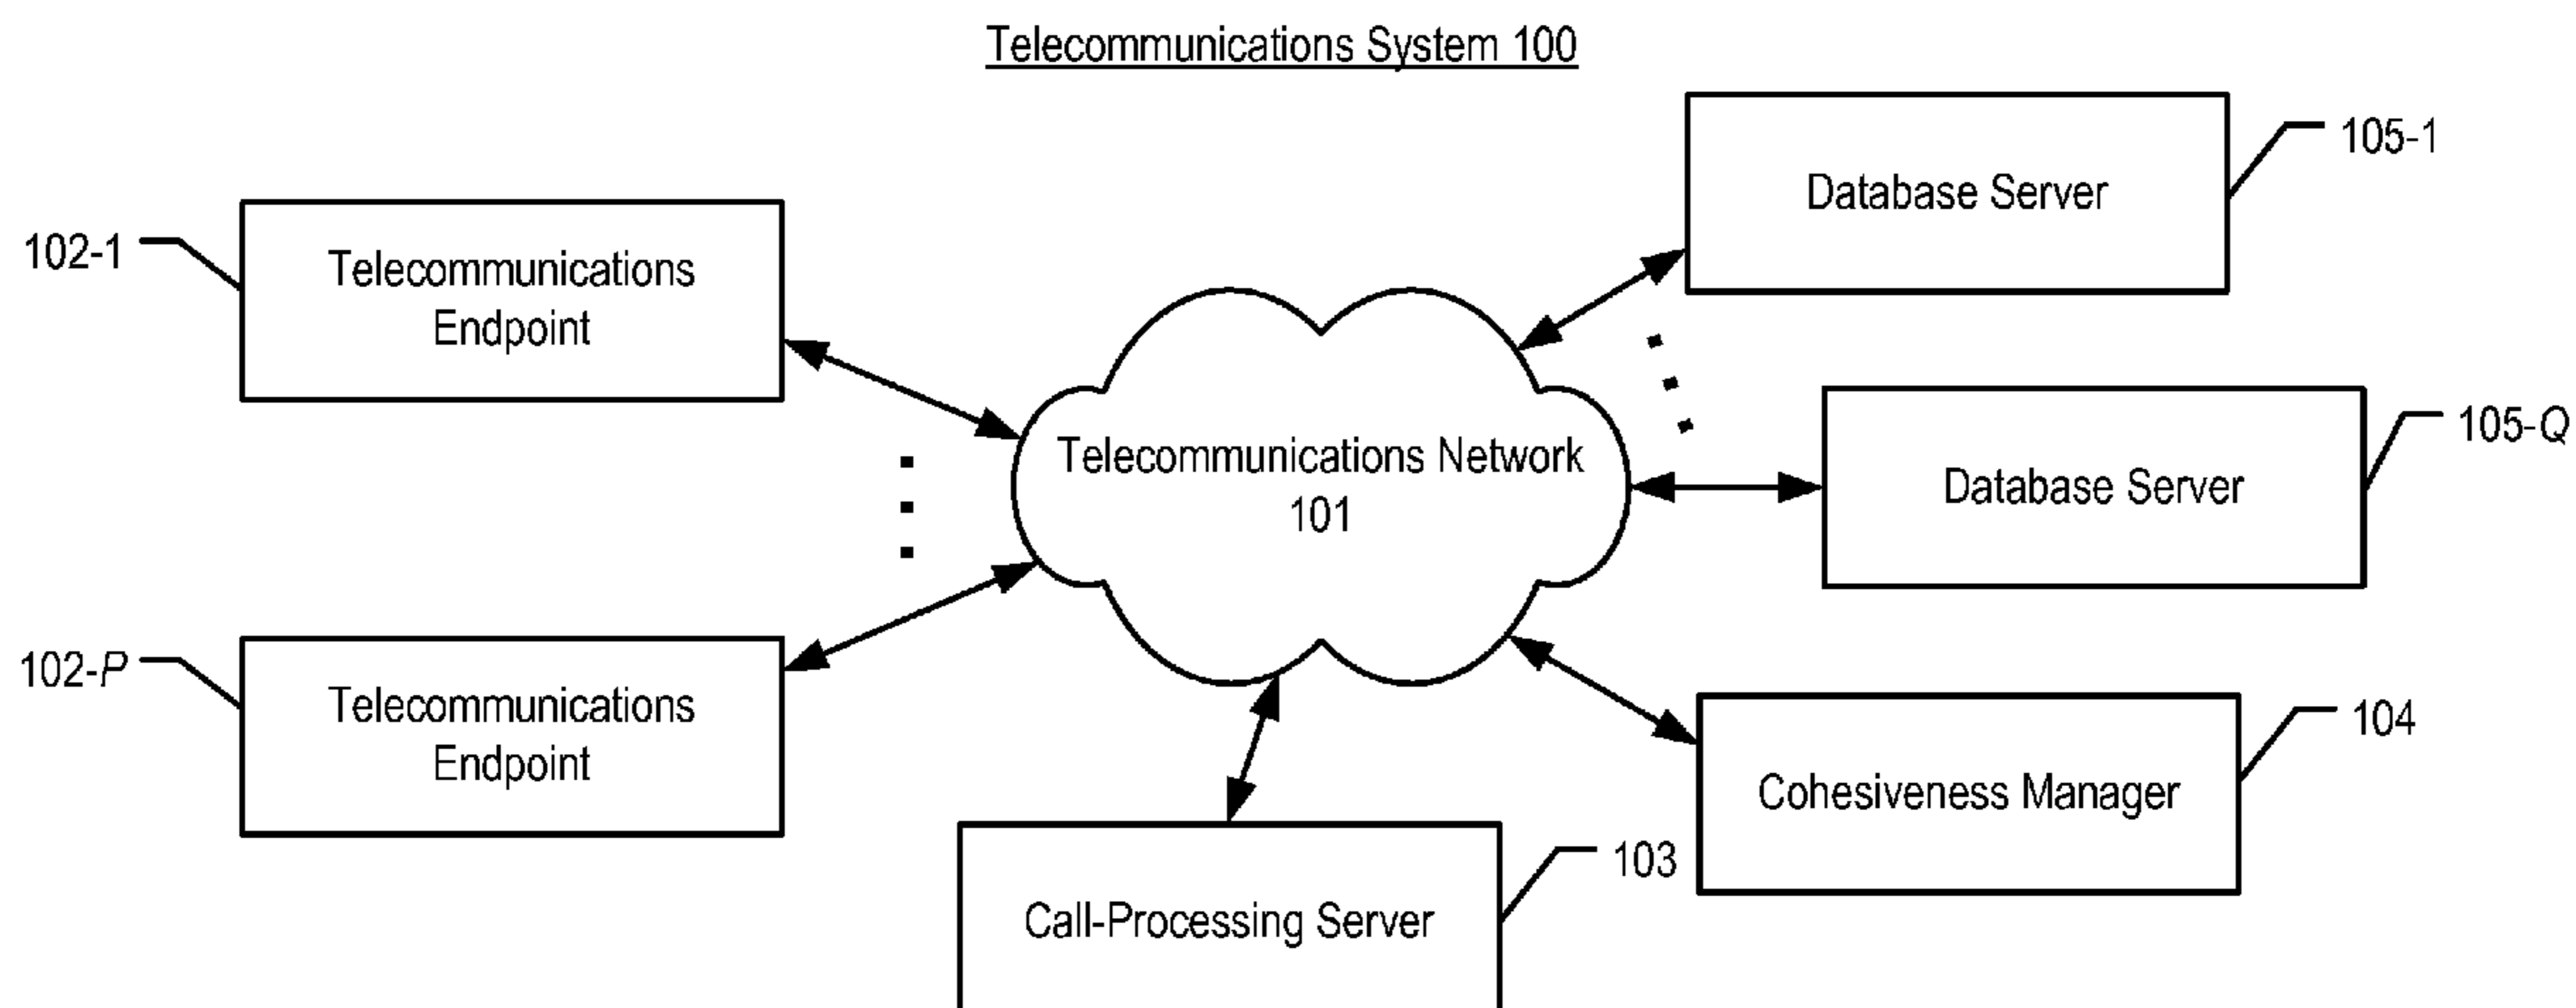 Telecommunications System 100
105-1
Database Server
102-1
Telecommunications
Endpoint
105-Q
Telecommunications Network
101
Database Server
102-P
Telecommunications
Endpoint
104
Cohesiveness Manager
103
Call-Processing Server